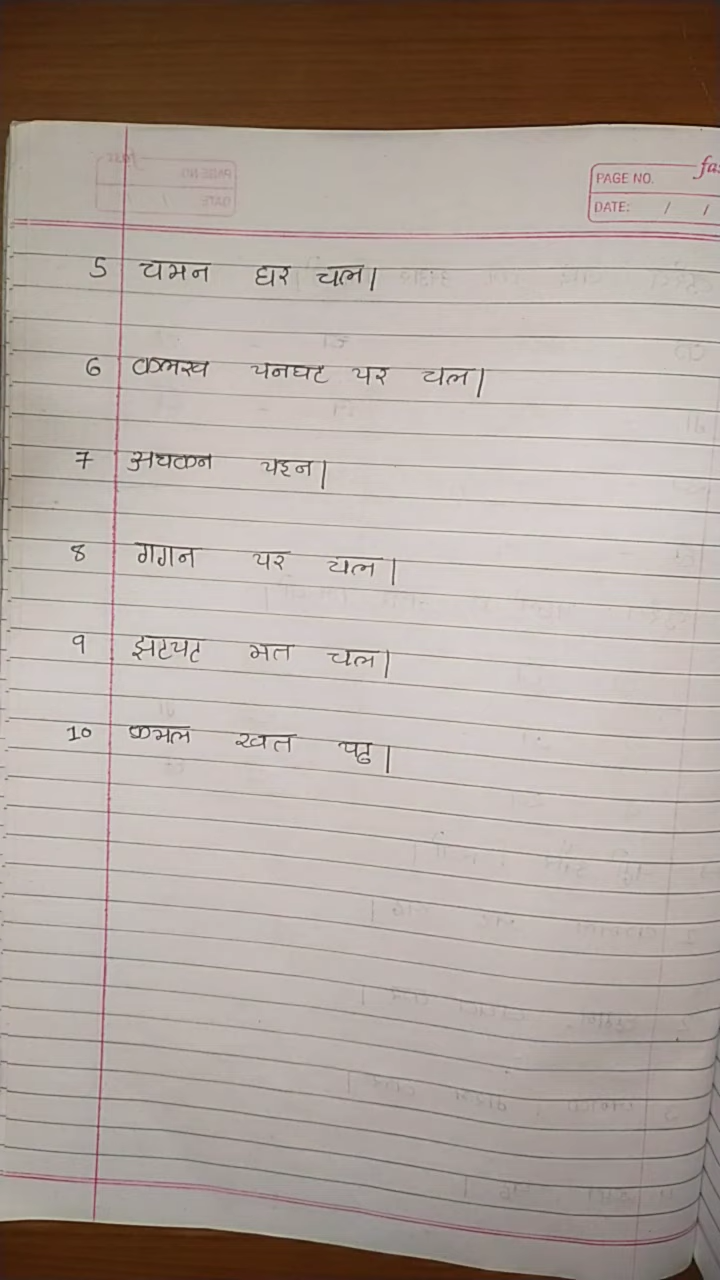 fas
PAGE NO.
DATE: / /
5 चमन घर चल।
6 पनघट पर चल।
7 अचकन पहन।
8 गगन पर चल।
9 झटपट मत चल।
10 कमल खत पढ।